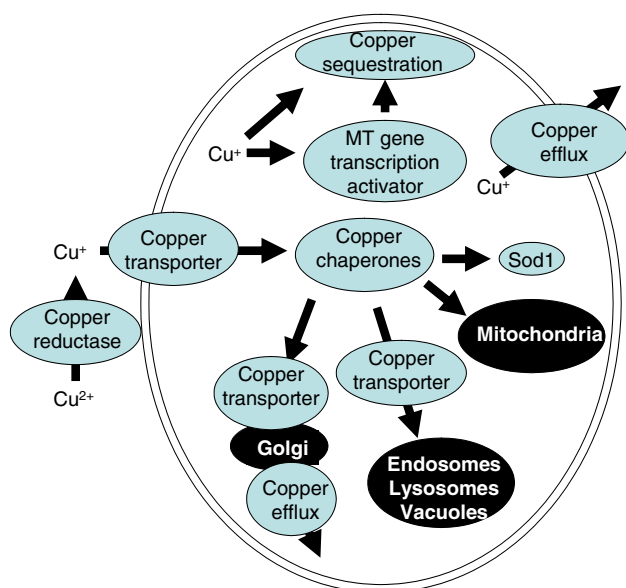 Copper
sequestration
Cu⁺
MT gene
transcription
activator
Copper
efflux
Cu⁺
Cu⁺
Copper
transporter
Copper
chaperones
Sod1
Copper
reductase
Mitochondria
Cu²⁺
Copper
transporter
Copper
transporter
Golgi
Endosomes
Lysosomes
Vacuoles
Copper
efflux